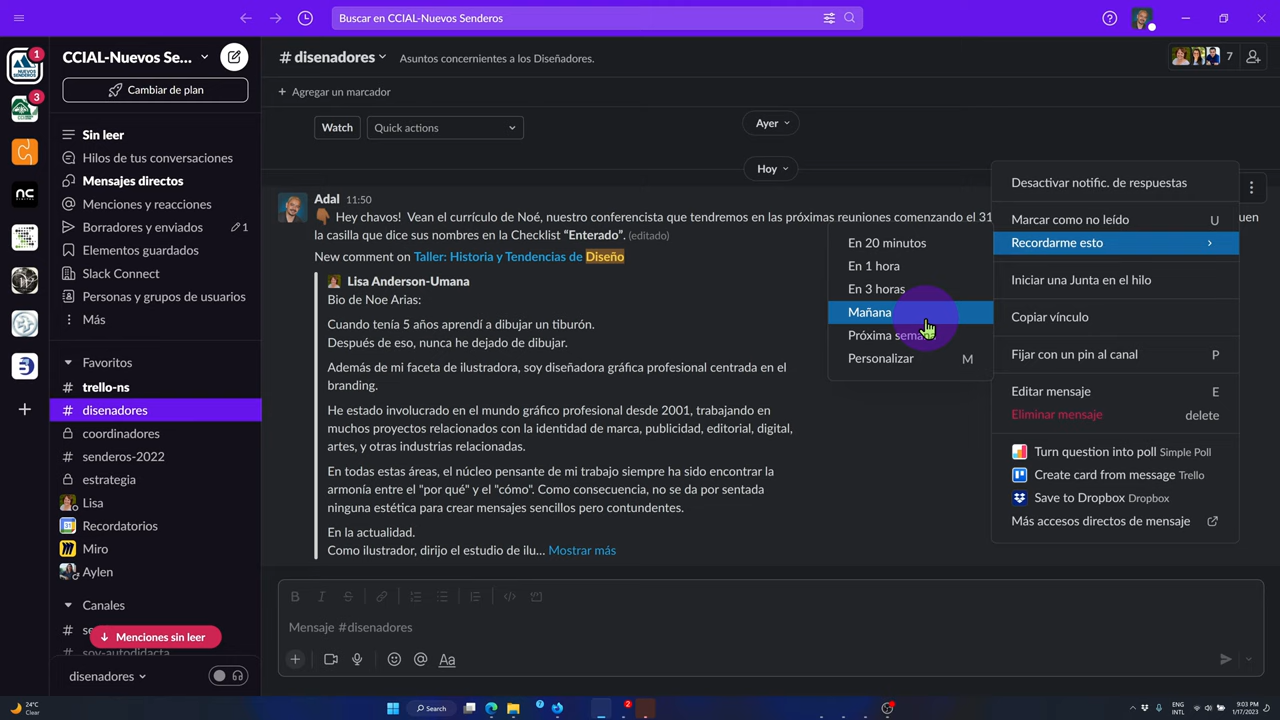 Buscar en CCIAL-Nuevos Senderos
1
NUEVOS SENDEROS
3
nc
CCIAL-Nuevos Se...
Cambiar de plan
Sin leer
Hilos de tus conversaciones
Mensajes directos
Menciones y reacciones
Borradores y enviados 1
Elementos guardados
Slack Connect
Personas y grupos de usuarios
Más
Favoritos
# trello-ns
# disenadores
coordinadores
# senderos-2022
estrategia
Lisa
Recordatorios
Miro
Aylen
Canales
Menciones sin leer
# soy-autodidacta
disenadores
# disenadores
Asuntos concernientes a los Diseñadores.
7
+ Agregar un marcador
Watch
Quick actions
Ayer
Hoy
Adal 11:50
Hey chavos! Vean el currículo de Noé, nuestro conferencista que tendremos en las próximas reuniones comenzando el 31
la casilla que dice sus nombres en la Checklist “Enterado”. (editado)
New comment on Taller: Historia y Tendencias de Diseño
Lisa Anderson-Umana
Bio de Noe Arias:
Cuando tenía 5 años aprendí a dibujar un tiburón.
Después de eso, nunca he dejado de dibujar.
Además de mi faceta de ilustradora, soy diseñadora gráfica profesional centrada en el
branding.
He estado involucrado en el mundo gráfico profesional desde 2001, trabajando en
muchos proyectos relacionados con la identidad de marca, publicidad, editorial, digital,
artes, y otras industrias relacionadas.
En todas estas áreas, el núcleo pensante de mi trabajo siempre ha sido encontrar la
armonía entre el "por qué" y el "cómo". Como consecuencia, no se da por sentada
ninguna estética para crear mensajes sencillos pero contundentes.
En la actualidad.
Como ilustrador, dirijo el estudio de ilu... Mostrar más
En 20 minutos
En 1 hora
En 3 horas
Mañana
Próxima sema
Personalizar M
Desactivar notific. de respuestas
Marcar como no leído U
Recordarme esto
Iniciar una Junta en el hilo
Copiar vínculo
Fijar con un pin al canal P
Editar mensaje E
Eliminar mensaje delete
Turn question into poll Simple Poll
Create card from message Trello
Save to Dropbox Dropbox
Más accesos directos de mensaje
B I S
Mensaje #disenadores
+ @ Aa
24°C
Clear
Search
2
ENG
INTL
9:03 PM
1/17/2023